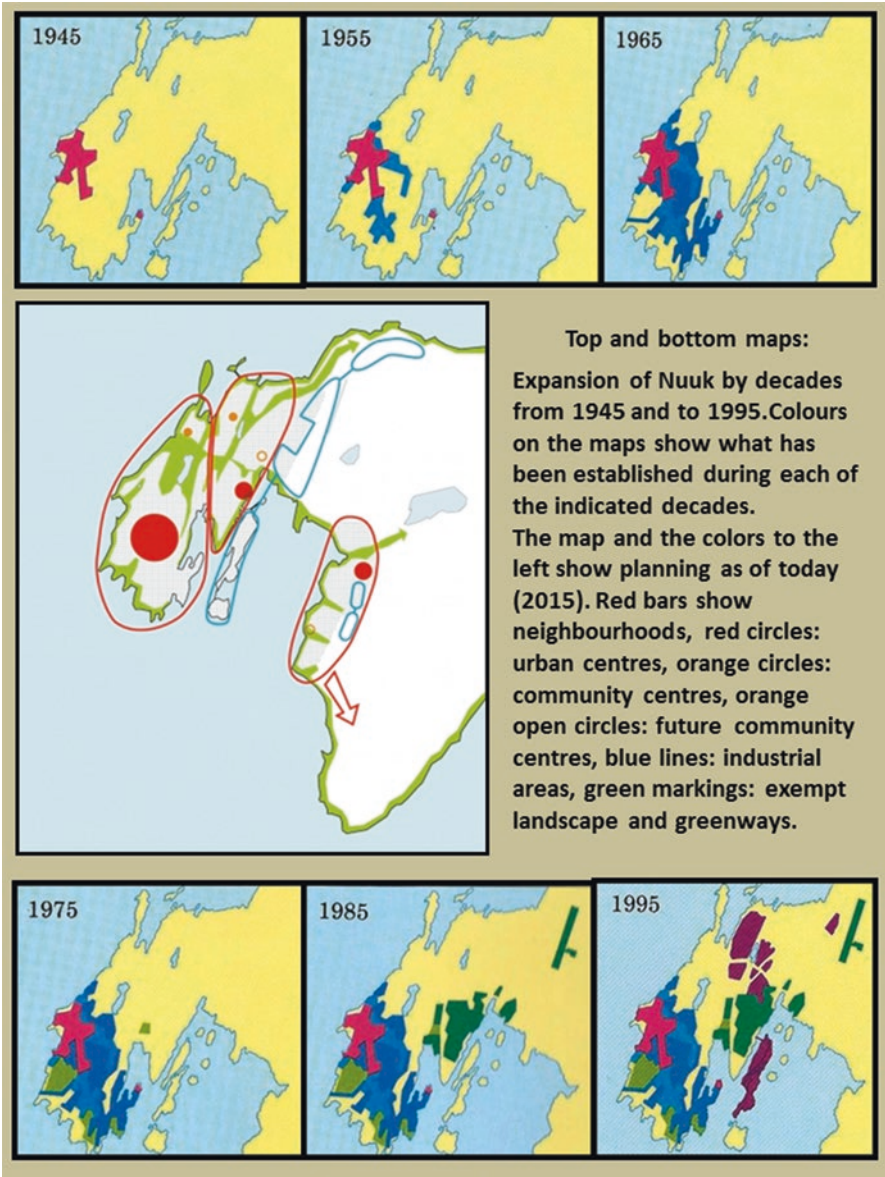 1945
1955
1965
Top and bottom maps:
Expansion of Nuuk by decades
from 1945 and to 1995.Colours
on the maps show what has
been established during each of
the indicated decades.
The map and the colors to the
left show planning as of today
(2015). Red bars show
neighbourhoods, red circles:
urban centres, orange circles:
community centres, orange
open circles: future community
centres, blue lines: industrial
areas, green markings: exempt
landscape and greenways.
1975
1985
1995